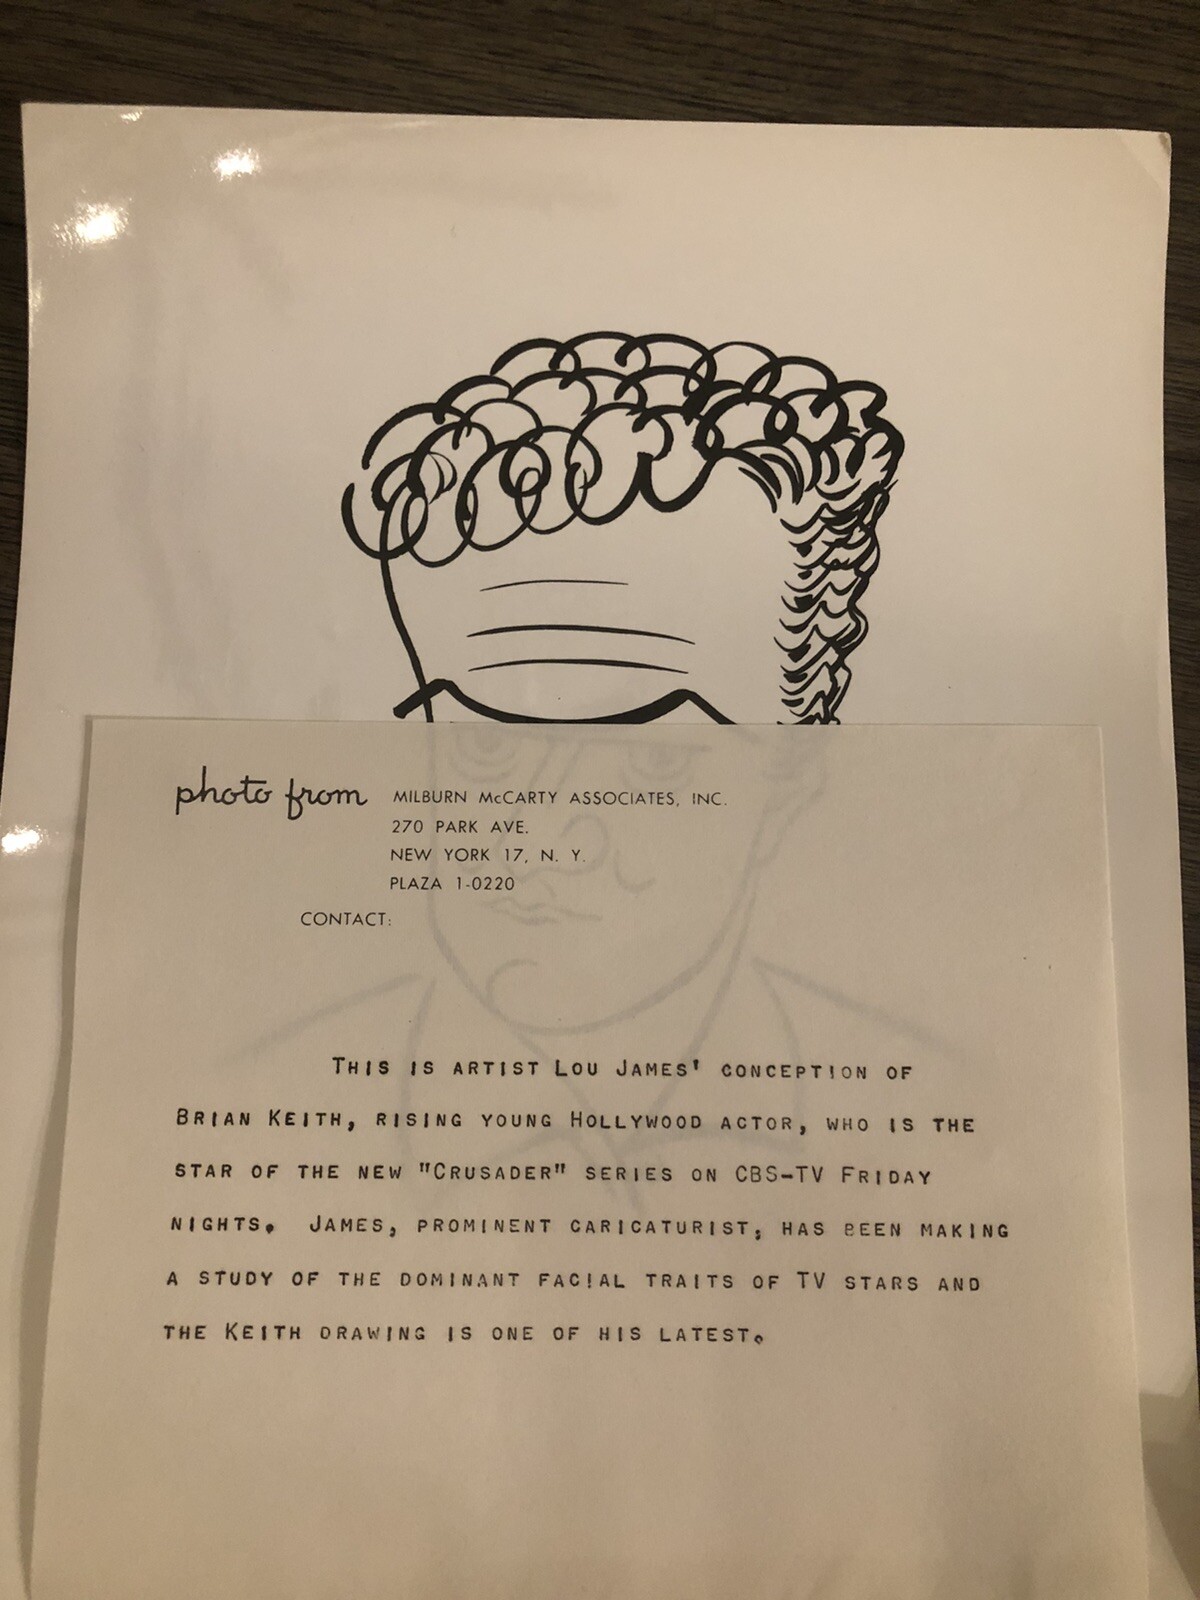 photo from MILBURN McCARTY ASSOCIATES, INC.
270 PARK AVE.
NEW YORK 17, N. Y.
PLAZA 1-0220
CONTACT:
THIS IS ARTIST LOU JAMES' CONCEPTION OF
BRIAN KEITH, RISING YOUNG HOLLYWOOD ACTOR, WHO IS THE
STAR OF THE NEW "CRUSADER" SERIES ON CBS-TV FRIDAY
NIGHTS. JAMES, PROMINENT CARICATURIST, HAS BEEN MAKING
A STUDY OF THE DOMINANT FACIAL TRAITS OF TV STARS AND
THE KEITH DRAWING IS ONE OF HIS LATEST.